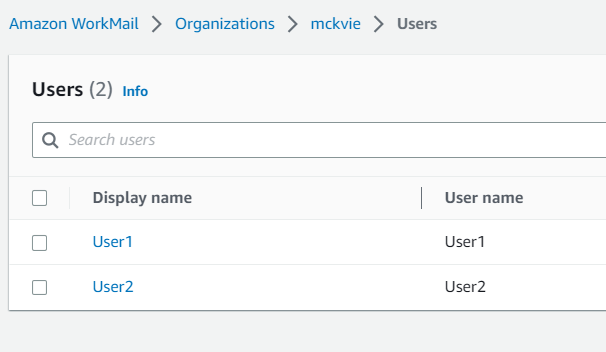 Amazon WorkMail > Organizations > mckvie > Users
Users (2) Info
Search users
Display name User name
User1 User1
User2 User2